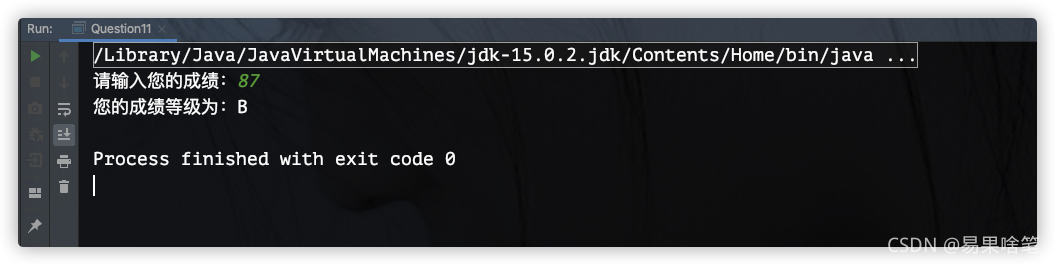 Run: Question11
/Library/Java/JavaVirtualMachines/jdk-15.0.2.jdk/Contents/Home/bin/java ...
请输入您的成绩：87
您的成绩等级为：B
Process finished with exit code 0
CSDN @易果啥笔